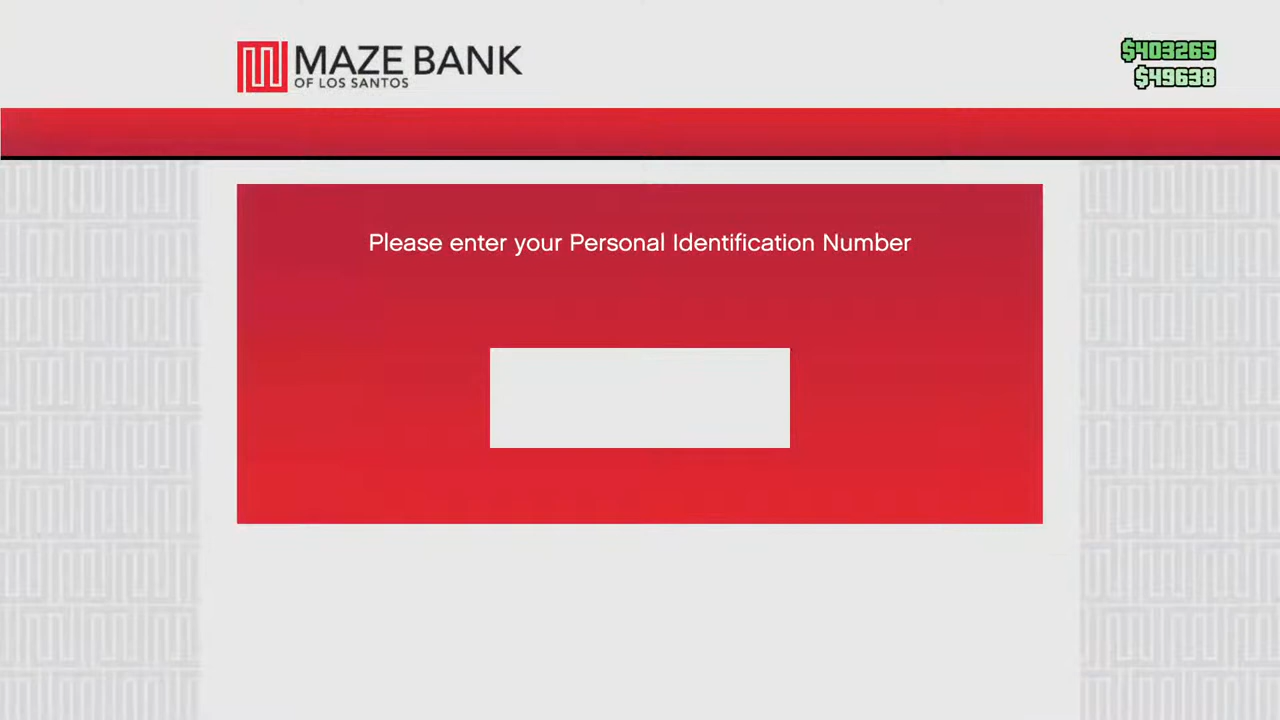 MAZE BANK
OF LOS SANTOS
$403265
$49638
Please enter your Personal Identification Number